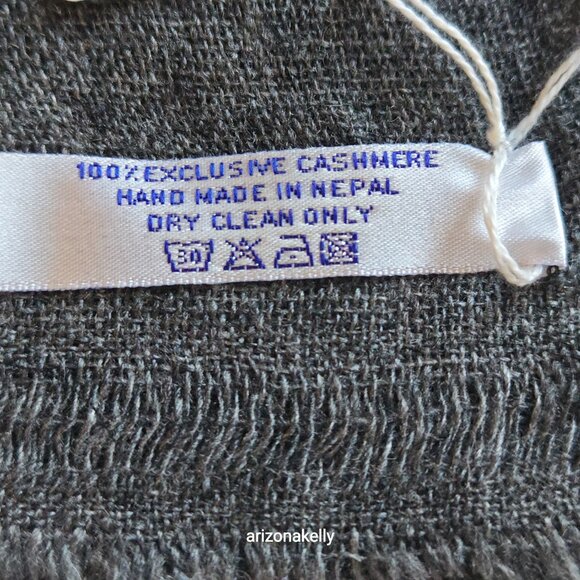 100% EXCLUSIVE CASHMERE
HAND MADE IN NEPAL
DRY CLEAN ONLY
30
arizonakelly